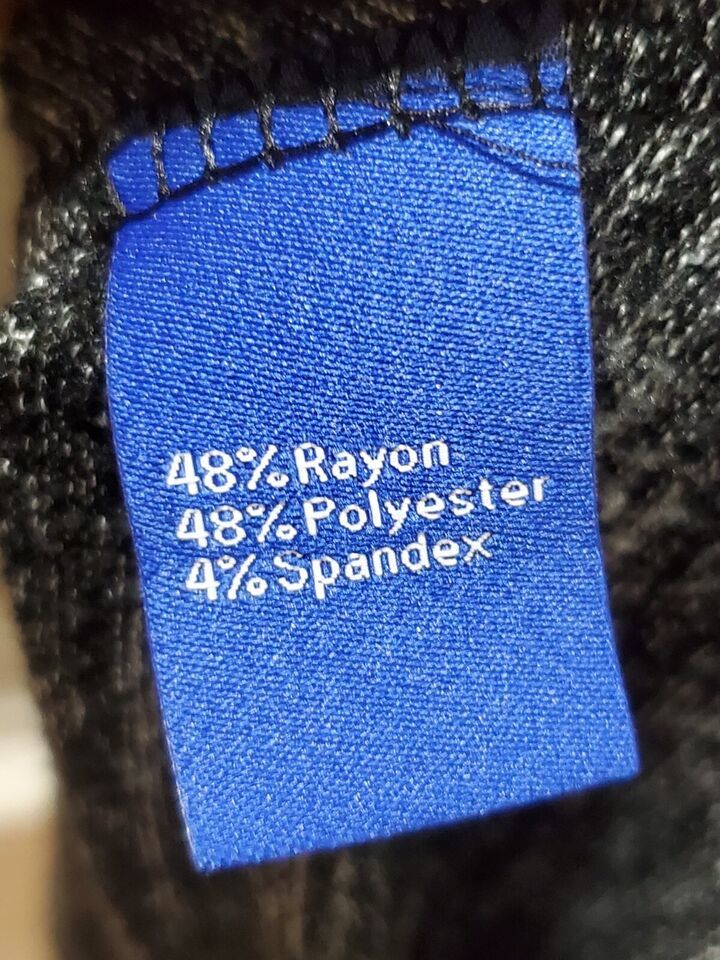 48% Rayon
48% Polyester
4% Spandex